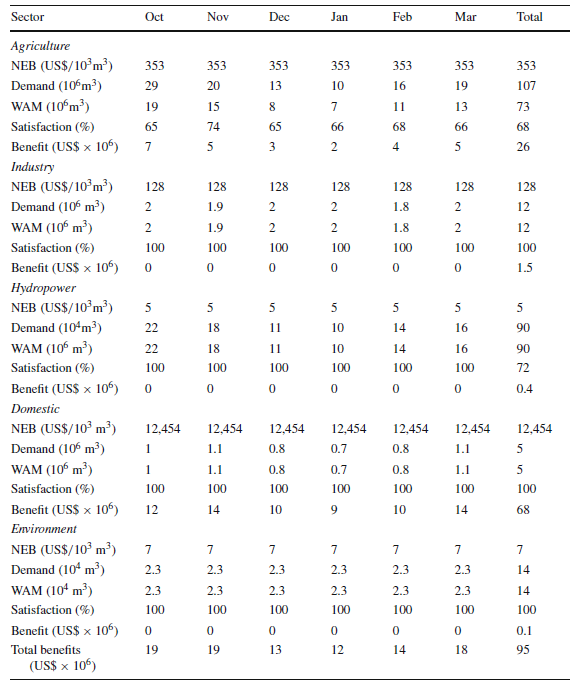 Sector Oct Nov Dec Jan Feb Mar Total
Agriculture
NEB (US$/10³m³) 353 353 353 353 353 353 353
Demand (10⁶m³) 29 20 13 10 16 19 107
WAM (10⁶m³) 19 15 8 7 11 13 73
Satisfaction (%) 65 74 65 66 68 66 68
Benefit (US$ × 10⁶) 7 5 3 2 4 5 26
Industry
NEB (US$/10³m³) 128 128 128 128 128 128 128
Demand (10⁶ m³) 2 1.9 2 2 1.8 2 12
WAM (10⁶ m³) 2 1.9 2 2 1.8 2 12
Satisfaction (%) 100 100 100 100 100 100 100
Benefit (US$ × 10⁶) 0 0 0 0 0 0 1.5
Hydropower
NEB (US$/10³m³) 5 5 5 5 5 5 5
Demand (10⁴m³) 22 18 11 10 14 16 90
WAM (10⁶ m³) 22 18 11 10 14 16 90
Satisfaction (%) 100 100 100 100 100 100 72
Benefit (US$ × 10⁶) 0 0 0 0 0 0 0.4
Domestic
NEB (US$/10³ m³) 12,454 12,454 12,454 12,454 12,454 12,454 12,454
Demand (10⁶ m³) 1 1.1 0.8 0.7 0.8 1.1 5
WAM (10⁶ m³) 1 1.1 0.8 0.7 0.8 1.1 5
Satisfaction (%) 100 100 100 100 100 100 100
Benefit (US$ × 10⁶) 12 14 10 9 10 14 68
Environment
NEB (US$/10³ m³) 7 7 7 7 7 7 7
Demand (10⁴ m³) 2.3 2.3 2.3 2.3 2.3 2.3 14
WAM (10⁴ m³) 2.3 2.3 2.3 2.3 2.3 2.3 14
Satisfaction (%) 100 100 100 100 100 100 100
Benefit (US$ × 10⁶) 0 0 0 0 0 0 0.1
Total benefits 19 19 13 12 14 18 95
(US$ × 10⁶)